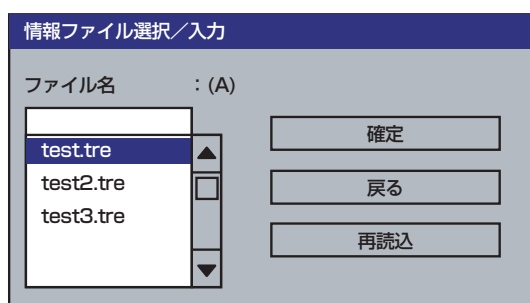 情報ファイル選択／入力
ファイル名　：(A)
test.tre
test2.tre
test3.tre
確定
戻る
再読込